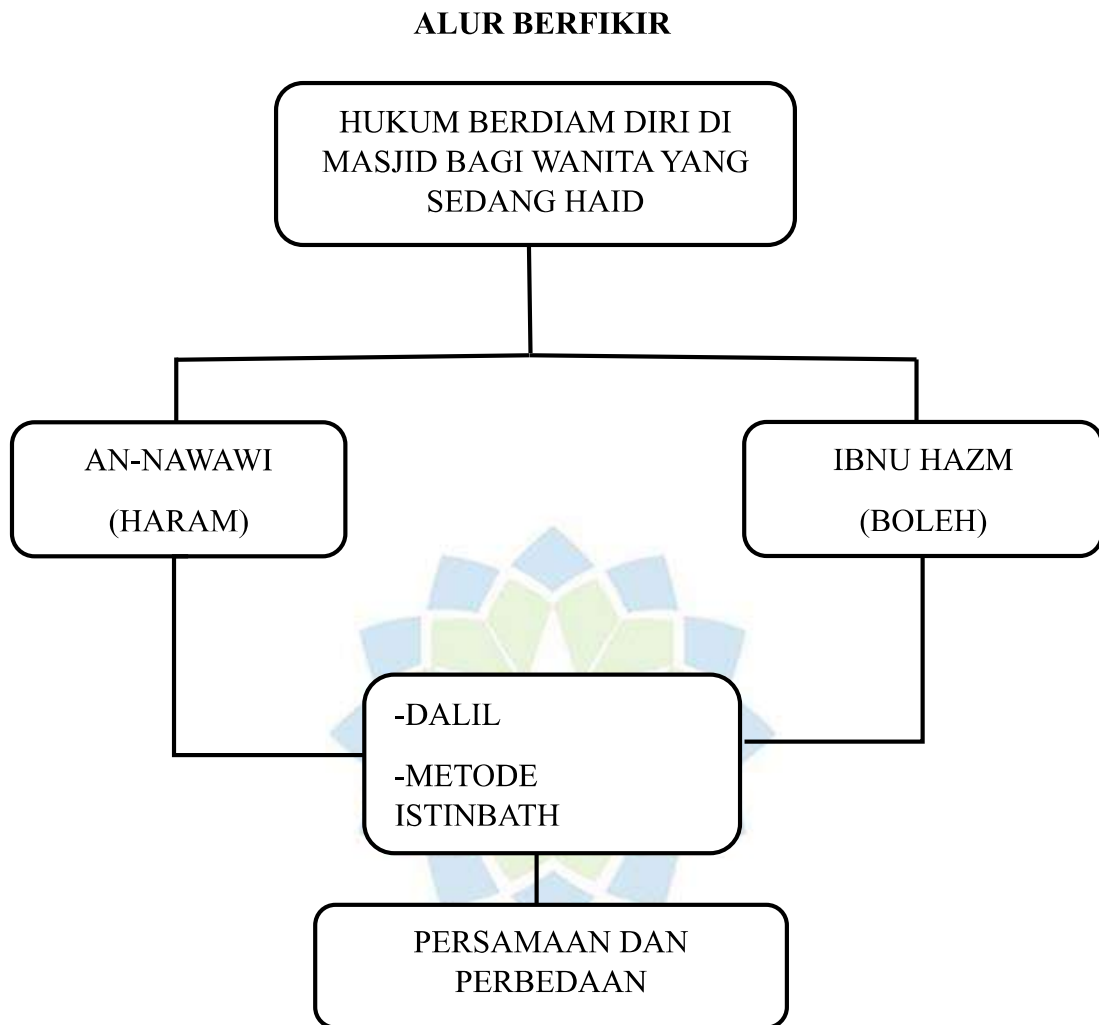 ALUR BERFIKIR
HUKUM BERDIAM DIRI DI
MASJID BAGI WANITA YANG
SEDANG HAID
AN-NAWAWI
(HARAM)
IBNU HAZM
(BOLEH)
-DALIL
-METODE
ISTINBATH
PERSAMAAN DAN
PERBEDAAN